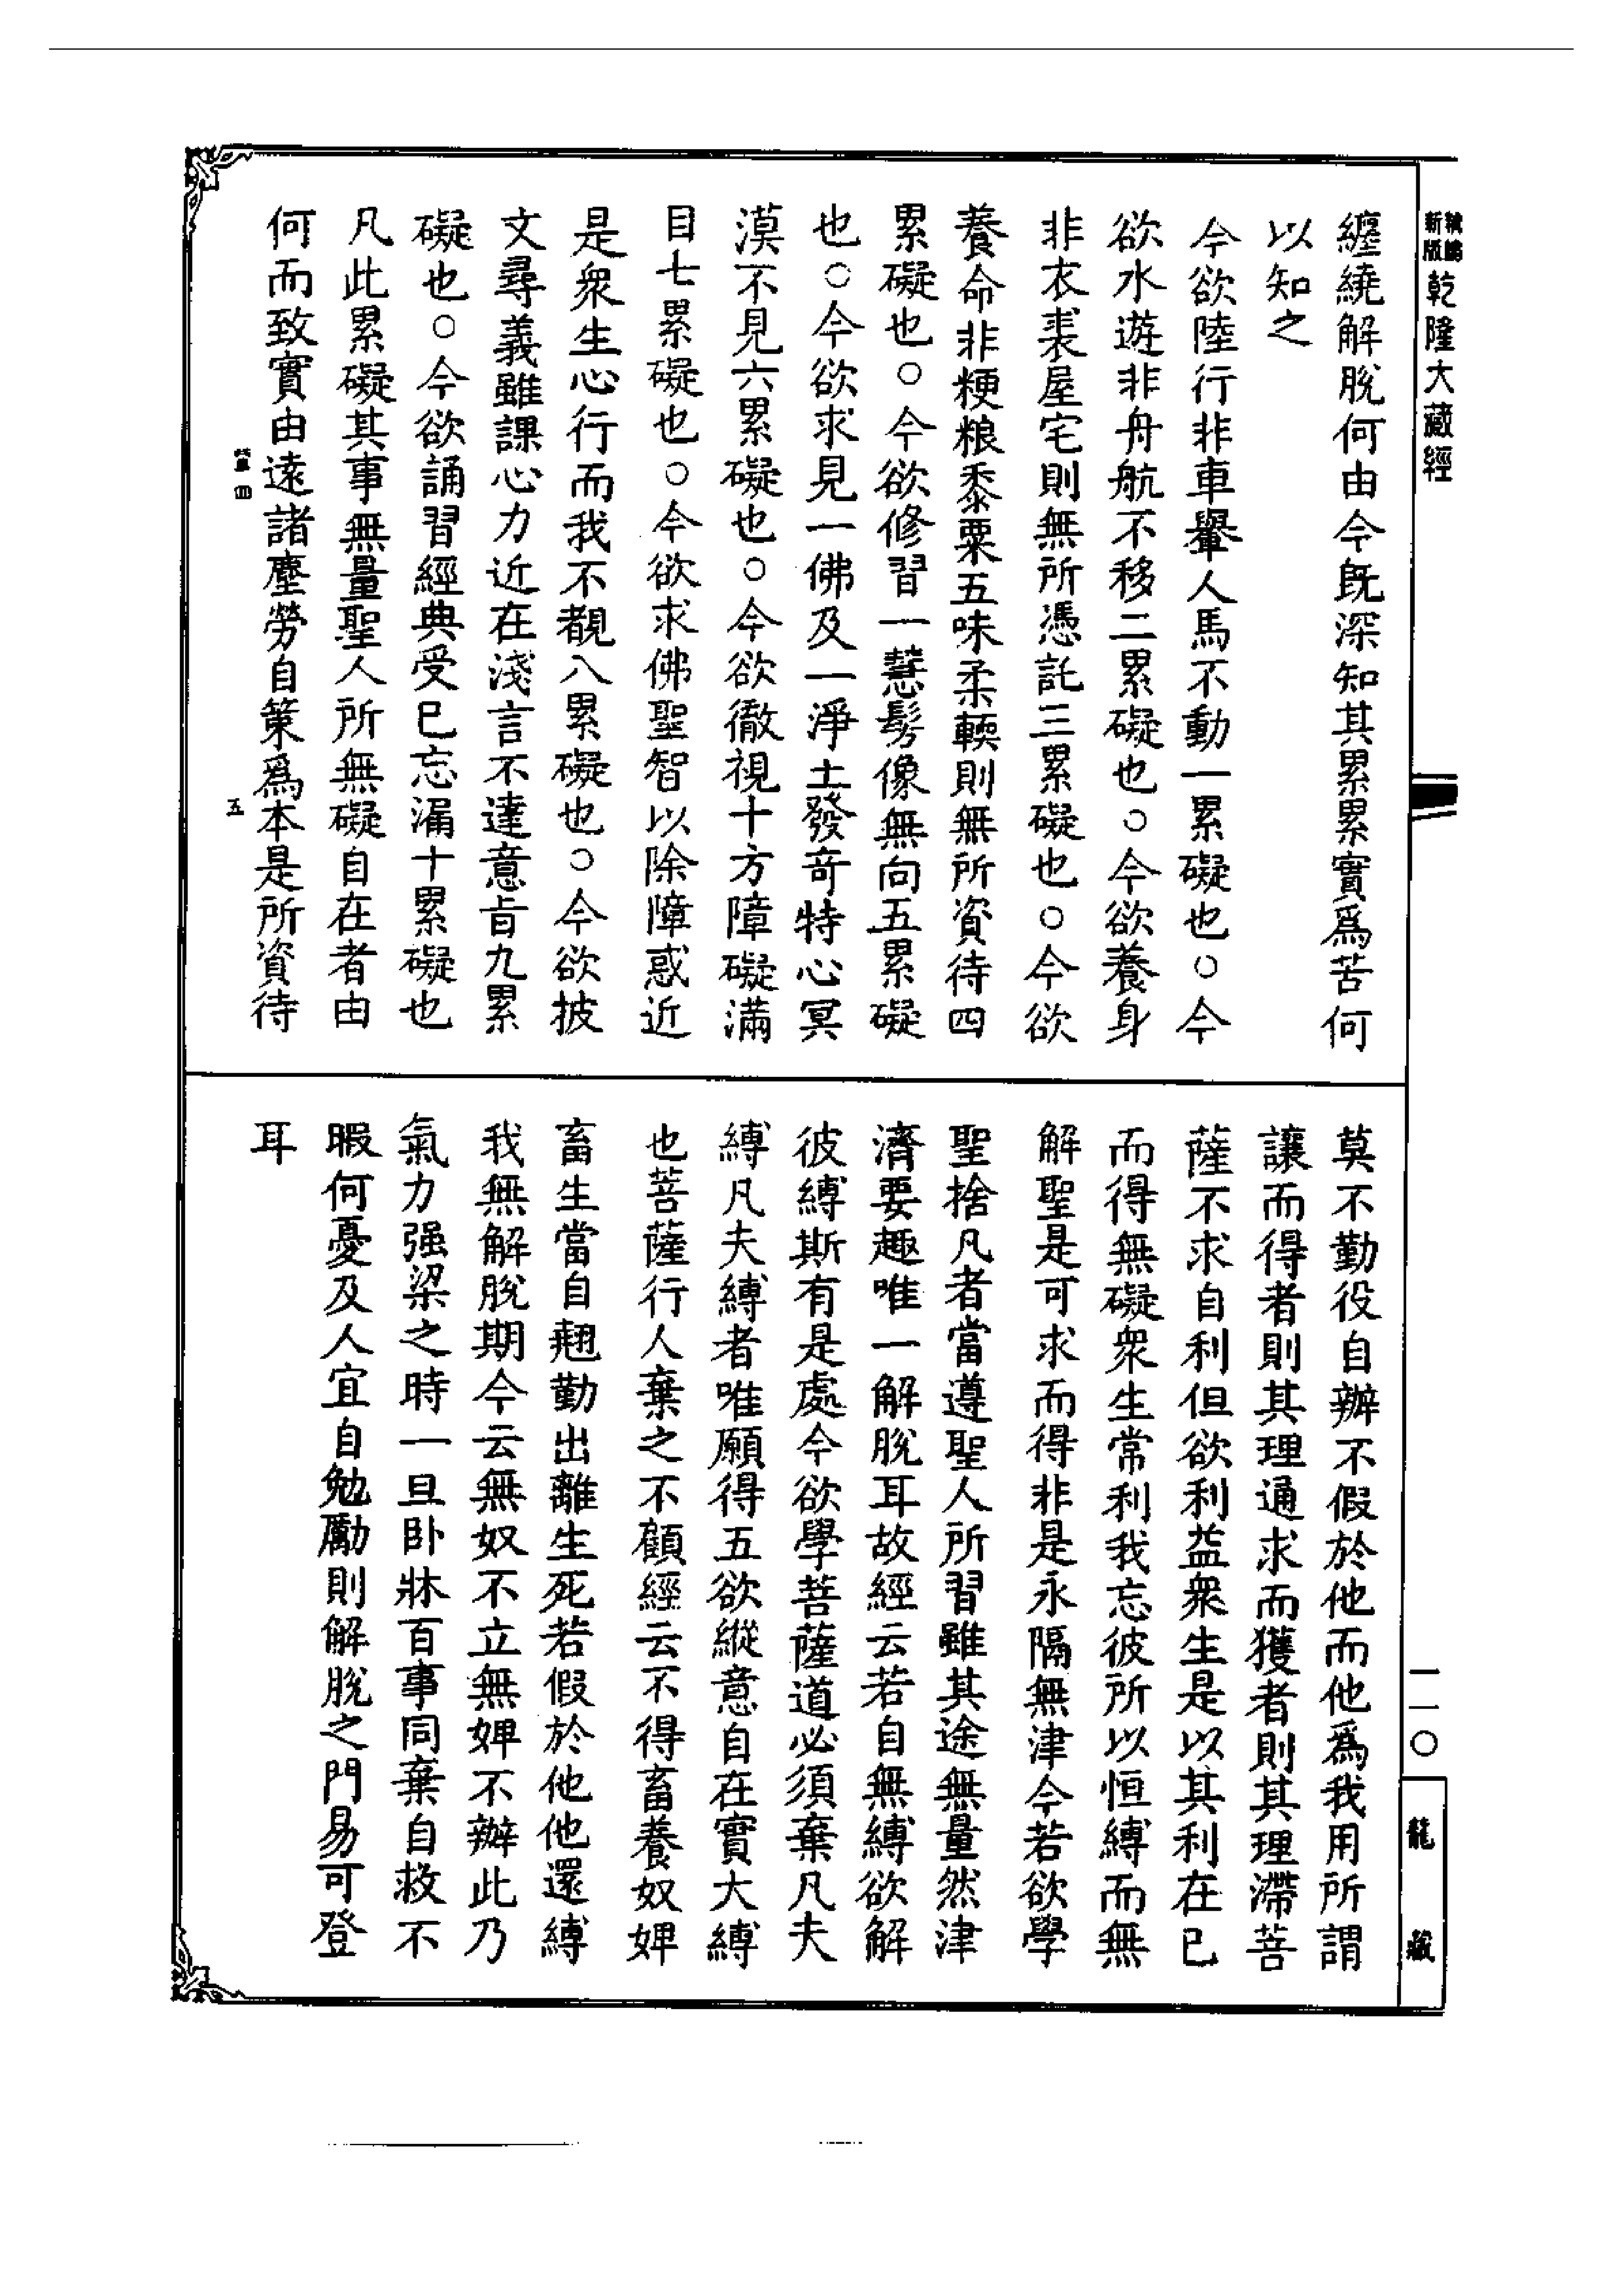 新版
乾隆大藏經
纏繞解脫何由今旣深知其累累實爲苦何
以知之
今欲陸行非車轝人馬不動一累礙也○今
欲水遊非舟航不移二累礙也○今欲養身
非衣裘屋宅則無所憑託三累礙也○今欲
養命非粳粮黍粟五味柔輭則無所資待四
累礙也○今欲修習一慧髣像無向五累礙
也○今欲求見一佛及一淨土發奇特心冥
漠不見六累礙也○今欲徹視十方障礙滿
目七累礙也○今欲求佛聖智以除障惑近
是衆生心行而我不覩八累礙也○今欲披
文尋義雖課心力近在淺言不達意旨九累
礙也○今欲誦習經典受已忘漏十累礙也
凡此累礙其事無量聖人所無礙自在者由
何而致實由遠諸塵勞自策爲本是所資待
四
五
莫不勤役自辦不假於他而他爲我用所謂
讓而得者則其理通求而獲者則其理滯菩
薩不求自利但欲利益衆生是以其利在已
而得無礙衆生常利我忘彼所以恒縛而無
解聖是可求而得非是永隔無津今若欲學
聖捨凡者當遵聖人所習雖其途無量然津
濟要趣唯一解脫耳故經云若自無縛欲解
彼縛斯有是處今欲學菩薩道必須棄凡夫
縛凡夫縛者唯願得五欲縱意自在實大縛
也菩薩行人棄之不顧經云不得畜養奴婢
畜生當自翹勤出離生死若假於他他還縛
我無解脫期今云無奴不立無婢不辦此乃
氣力强梁之時一旦臥牀百事同棄自救不
暇何憂及人宜自勉勵則解脫之門易可登
耳
一一○
龍藏